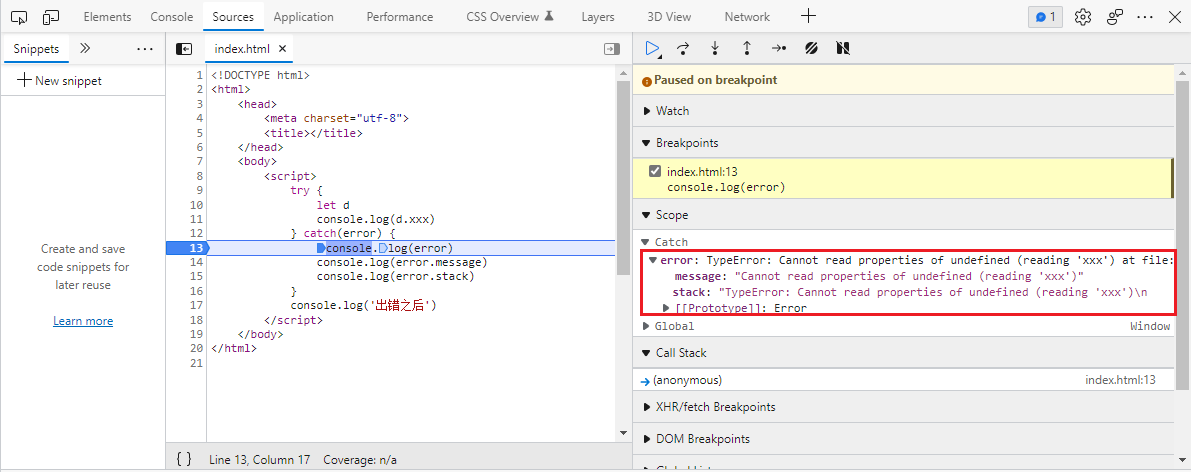 Elements Console Sources Application Performance CSS Overview Layers 3D View Network 1
Snippets
New snippet
Create and save
code snippets for
later reuse
Learn more
index.html
1 <!DOCTYPE html>
2 <html>
3 <head>
4 <meta charset="utf-8">
5 <title></title>
6 </head>
7 <body>
8 <script>
9 try {
10 let d
11 console.log(d.xxx)
12 } catch(error) {
13 console.log(error)
14 console.log(error.message)
15 console.log(error.stack)
16 }
17 console.log('出错之后')
18 </script>
19 </body>
20 </html>
21
{ } Line 13, Column 17 Coverage: n/a
Paused on breakpoint
Watch
Breakpoints
index.html:13
console.log(error)
Scope
Catch
error: TypeError: Cannot read properties of undefined (reading 'xxx') at file:
message: "Cannot read properties of undefined (reading 'xxx')"
stack: "TypeError: Cannot read properties of undefined (reading 'xxx')\n
[[Prototype]]: Error
Global Window
Call Stack
(anonymous) index.html:13
XHR/fetch Breakpoints
DOM Breakpoints